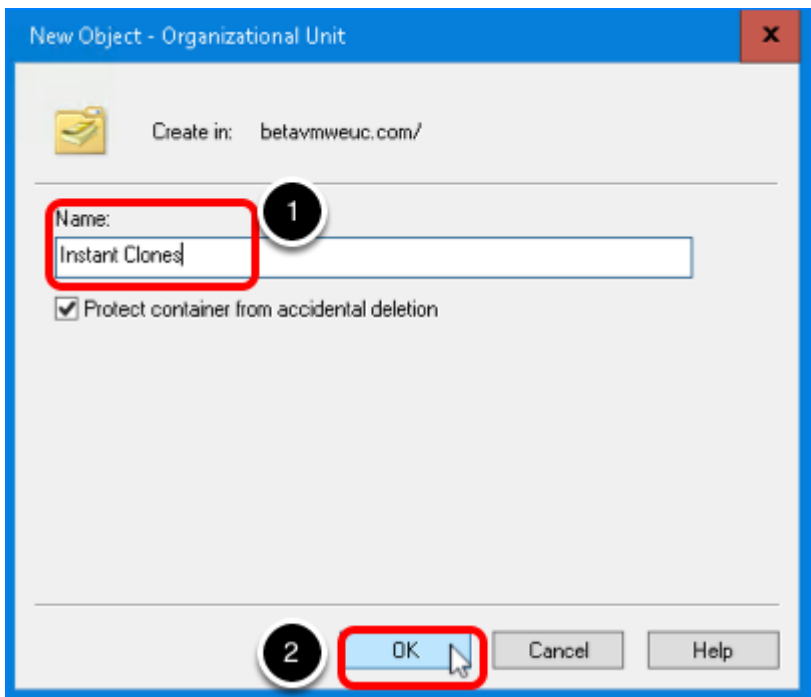 New Object - Organizational Unit
x
Create in: betavmweuc.com/
1
Name:
Instant Clones
Protect container from accidental deletion
2
OK Cancel Help